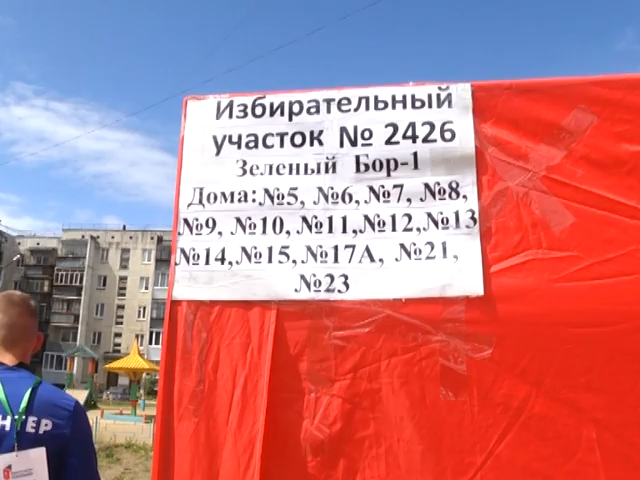 Избирательный
участок № 2426
Зеленый Бор-1
Дома:№5, №6,№7, №8,
№9, №10, №11,№12,№13
№14,№15,№17А, №21,
№23
НТЕР